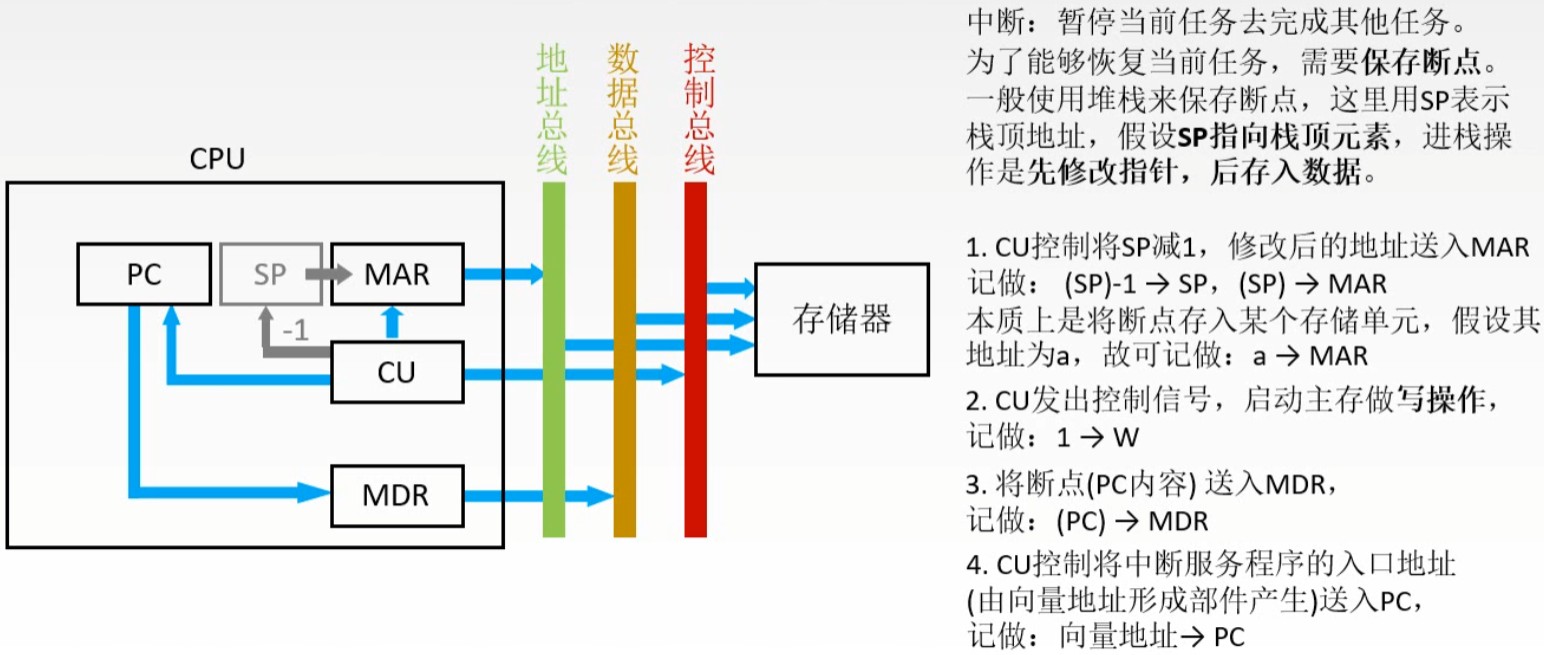 地址总线
数据总线
控制总线
CPU
PC
SP
MAR
-1
CU
MDR
存储器
中断：暂停当前任务去完成其他任务。
为了能够恢复当前任务，需要保存断点。
一般使用堆栈来保存断点，这里用SP表示
栈顶地址，假设SP指向栈顶元素，进栈操
作是先修改指针，后存入数据。
1. CU控制将SP减1，修改后的地址送入MAR
记做： (SP)-1 → SP，(SP) → MAR
本质上是将断点存入某个存储单元，假设其
地址为a，故可记做：a → MAR
2. CU发出控制信号，启动主存做写操作，
记做：1 → W
3. 将断点(PC内容) 送入MDR，
记做：(PC) → MDR
4. CU控制将中断服务程序的入口地址
(由向量地址形成部件产生)送入PC，
记做：向量地址→ PC